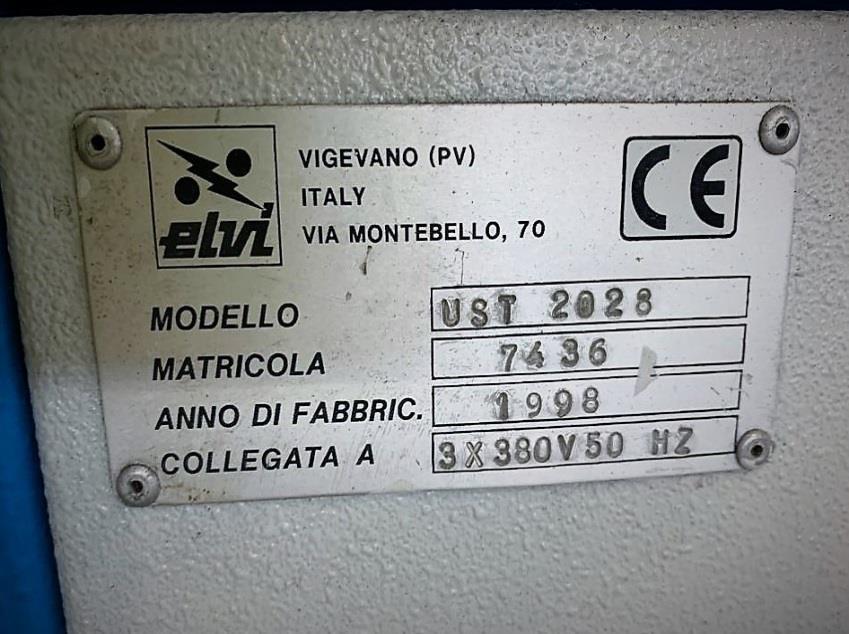 elvi
VIGEVANO (PV)
ITALY
VIA MONTEBELLO, 70
CE
MODELLO UST 2028
MATRICOLA 7436
ANNO DI FABBRIC. 1998
COLLEGATA A 3X380V50 HZ